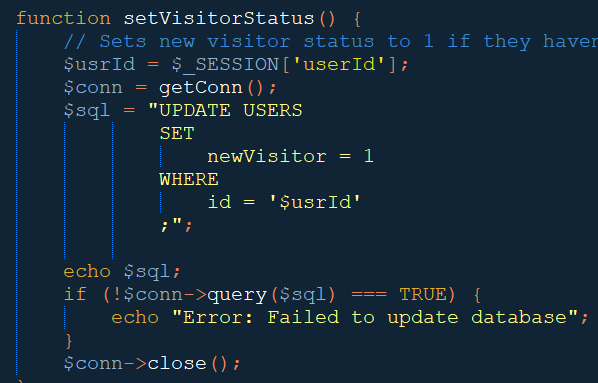 function setVisitorStatus() {
// Sets new visitor status to 1 if they haven
$usrId = $_SESSION['userId'];
$conn = getConn();
$sql = "UPDATE USERS
SET
newVisitor = 1
WHERE
id = '$usrId'
;";
echo $sql;
if (!$conn->query($sql) === TRUE) {
echo "Error: Failed to update database";
}
$conn->close();
}